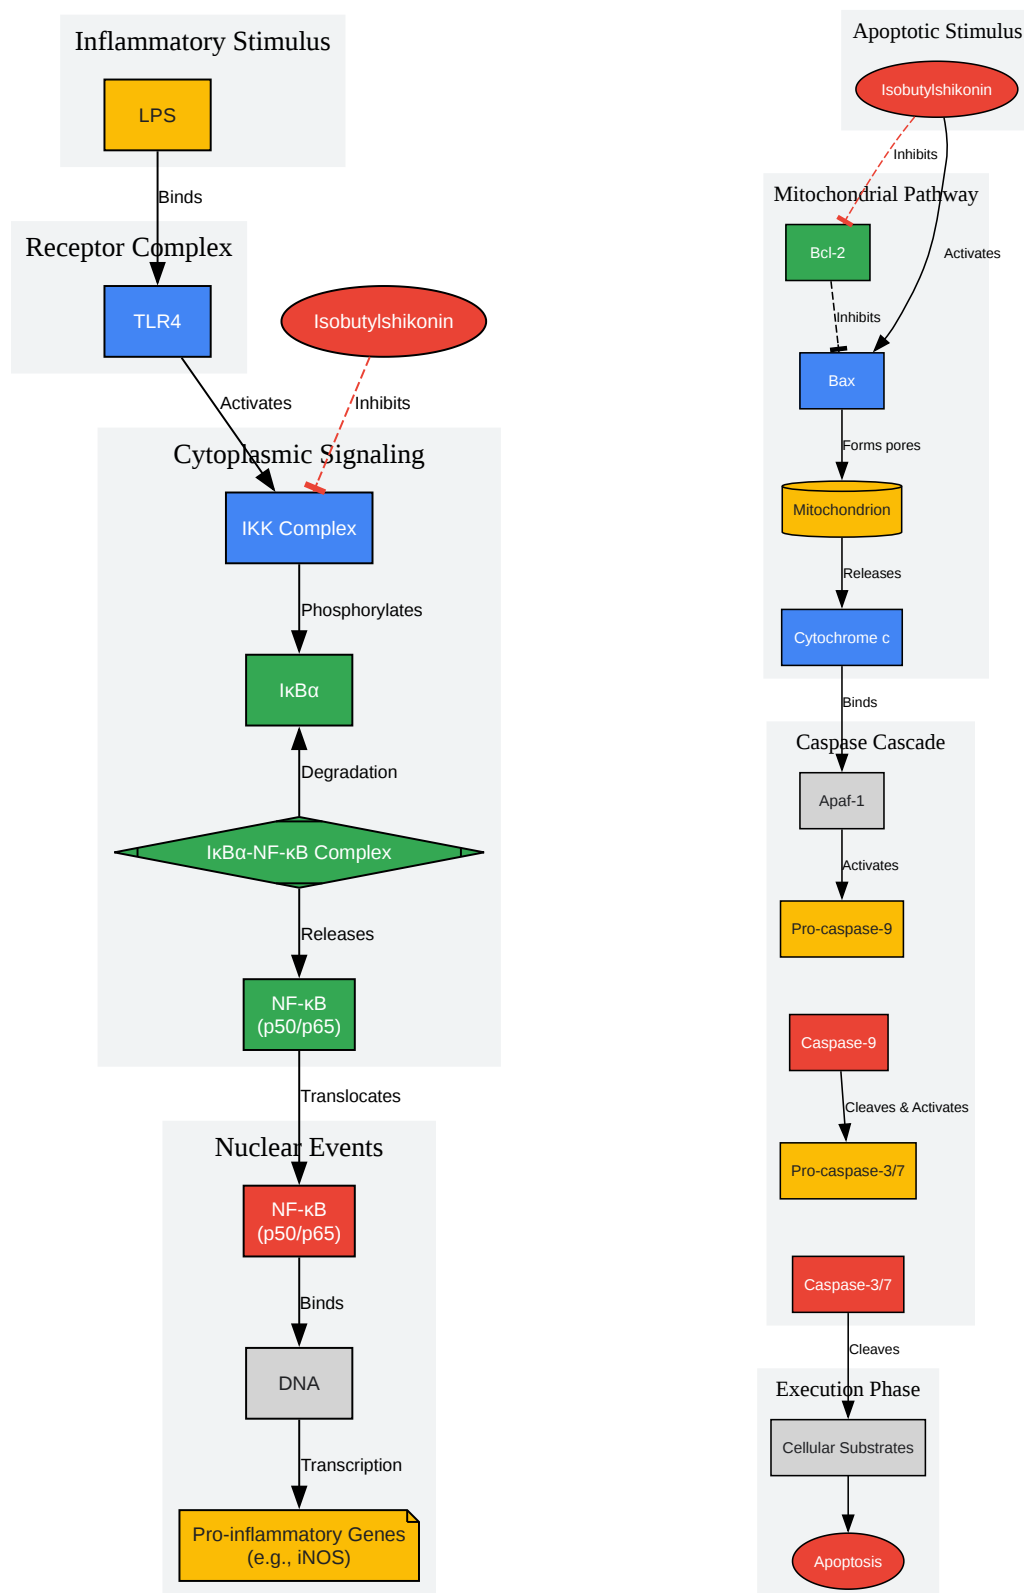 Inflammatory Stimulus
LPS
Binds
Receptor Complex
TLR4
Isobutylshikonin
Activates
Inhibits
Cytoplasmic Signaling
IKK Complex
Phosphorylates
IκBα
Degradation
IκBα-NF-κB Complex
Releases
NF-κB
(p50/p65)
Translocates
Nuclear Events
NF-κB
(p50/p65)
Binds
DNA
Transcription
Pro-inflammatory Genes
(e.g., iNOS)
Apoptotic Stimulus
Isobutylshikonin
Inhibits
Mitochondrial Pathway
Bcl-2
Activates
Inhibits
Bax
Forms pores
Mitochondrion
Releases
Cytochrome c
Binds
Caspase Cascade
Apaf-1
Activates
Pro-caspase-9
Caspase-9
Cleaves & Activates
Pro-caspase-3/7
Caspase-3/7
Cleaves
Execution Phase
Cellular Substrates
Apoptosis